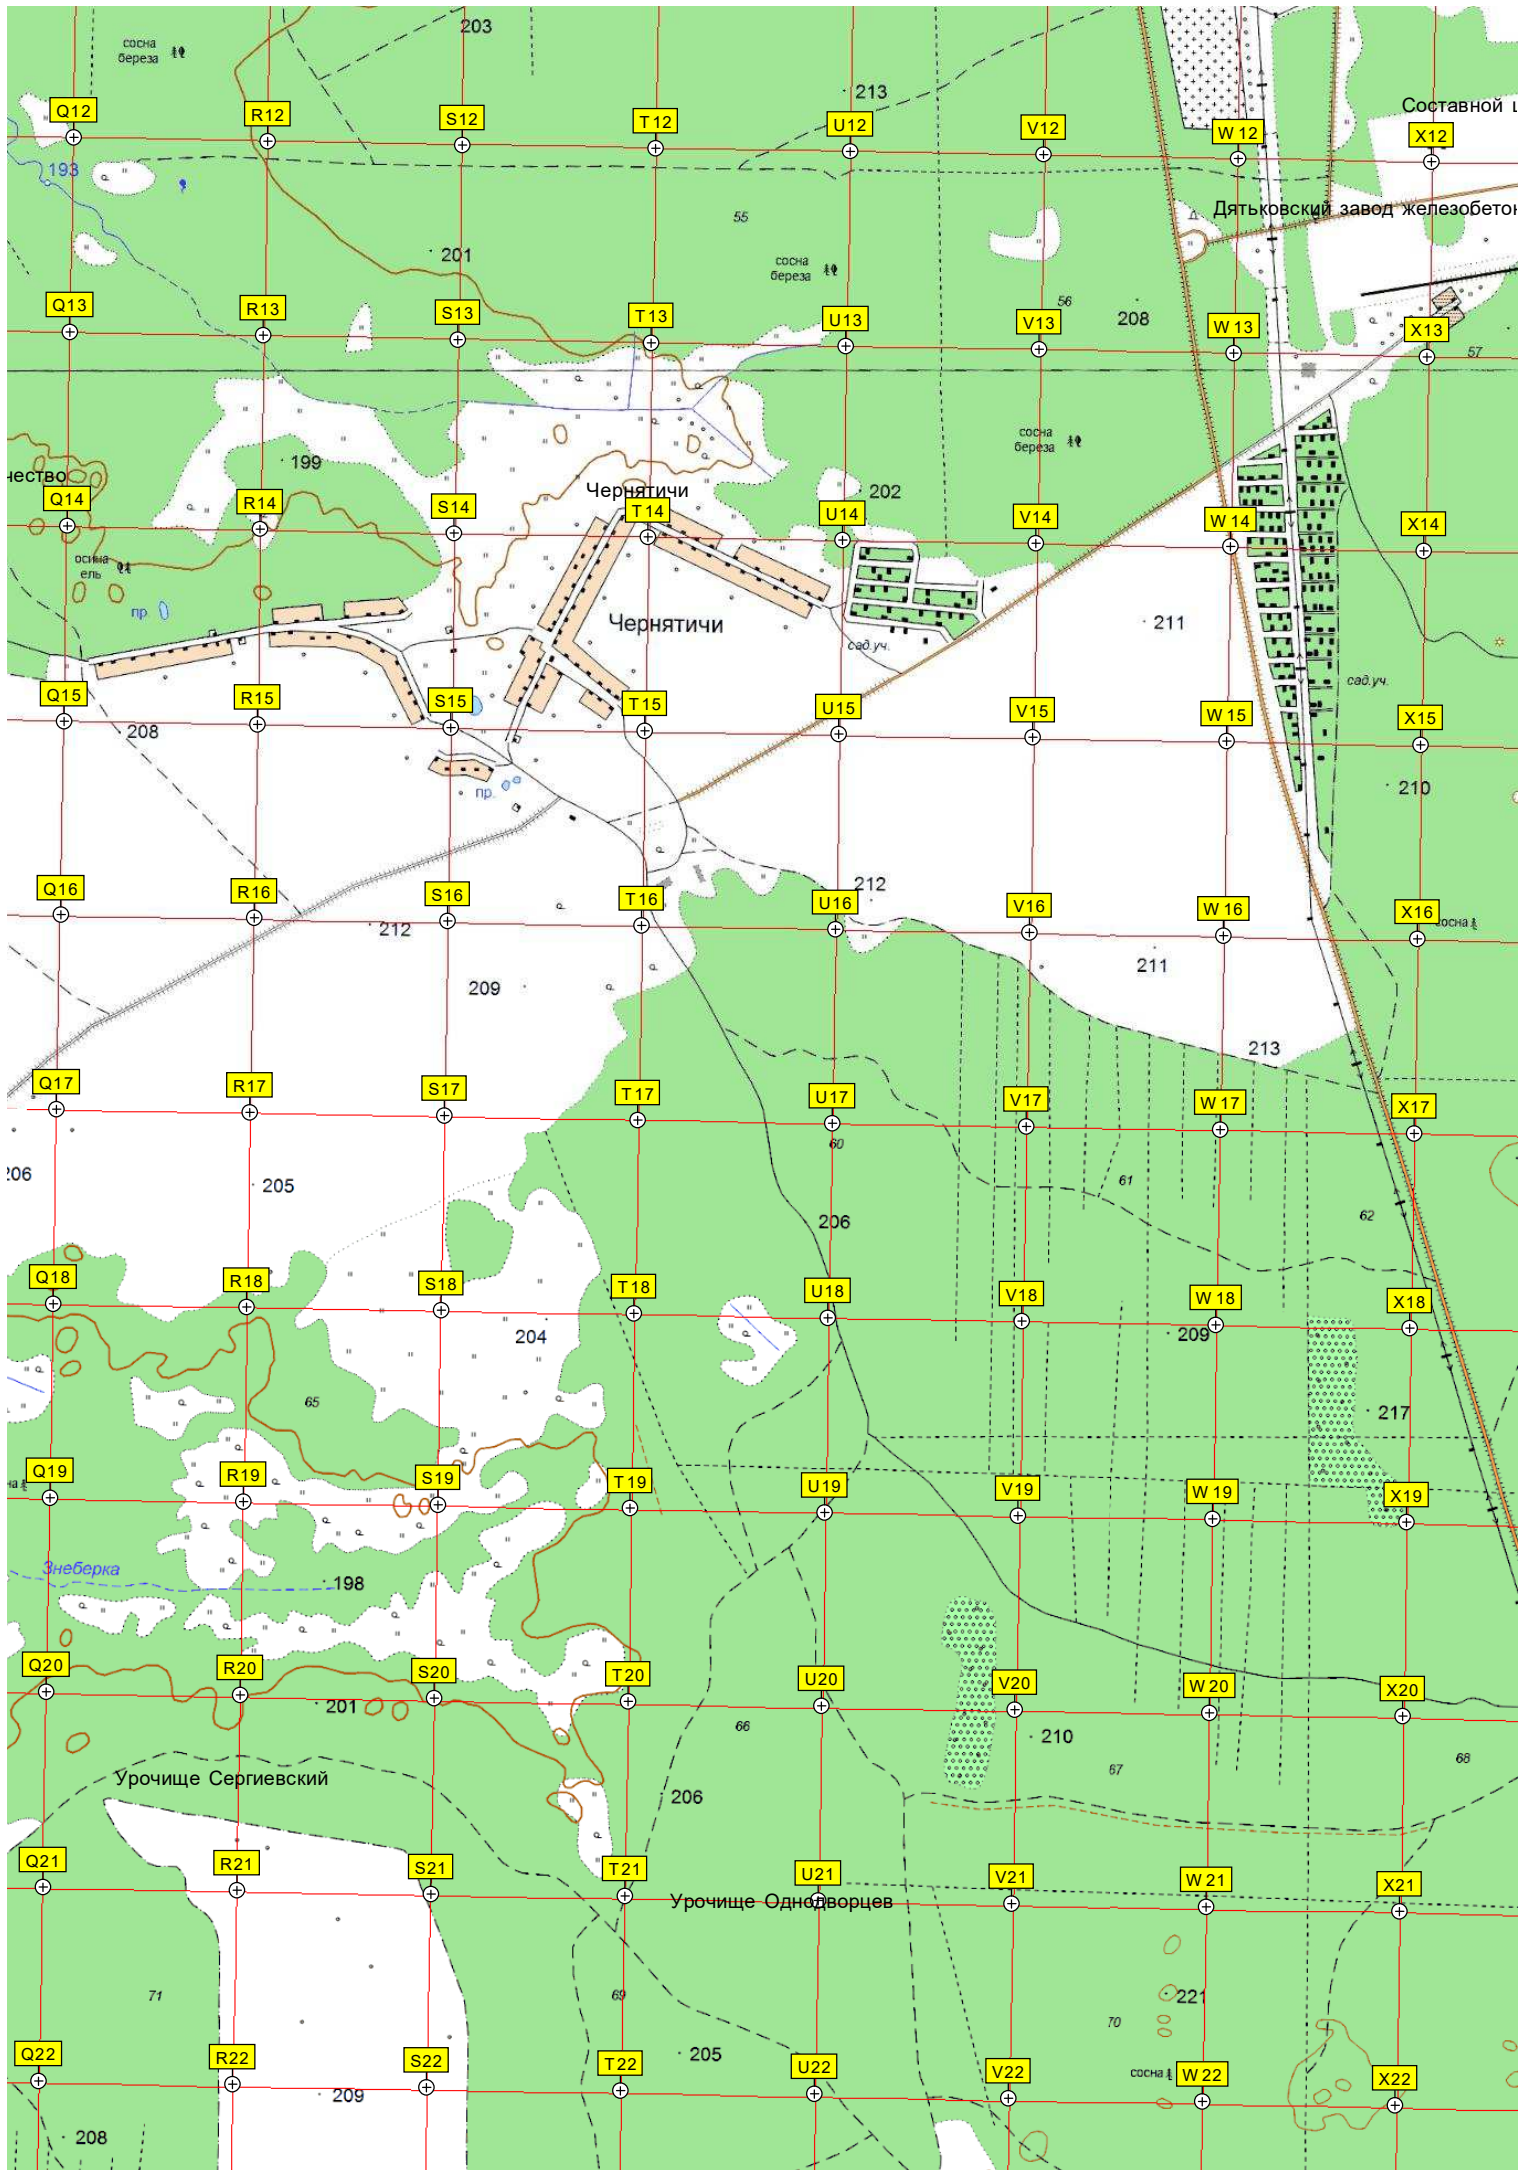 203
сосна
береза
213
Составной
Q12
R12
S12
T12
U12
V12
W12
X12
193
55
Дятьковский завод железобетон
201
сосна
береза
56
208
Q13
R13
S13
T13
U13
V13
W13
X13
57
сосна
береза
199
чество
Чернятичи
202
Q14
R14
S14
T14
U14
V14
W14
X14
осина
ель
пр.
Чернятичи
211
сад.уч.
сад.уч.
Q15
R15
S15
T15
U15
V15
W15
X15
208
210
пр.
212
Q16
R16
S16
T16
U16
V16
W16
X16
сосна
212
211
209
213
Q17
R17
S17
T17
U17
V17
W17
X17
60
206
205
61
206
62
Q18
R18
S18
T18
U18
V18
W18
X18
204
209
65
217
Q19
R19
S19
T19
U19
V19
W19
X19
на
Знеберка
198
Q20
R20
S20
T20
U20
V20
W20
X20
201
66
210
67
68
Урочище Сергиевский
206
Q21
R21
S21
T21
U21
V21
W21
X21
Урочище Однодворцев
71
69
221
70
Q22
R22
S22
T22
205
U22
V22
сосна
W22
X22
209
208